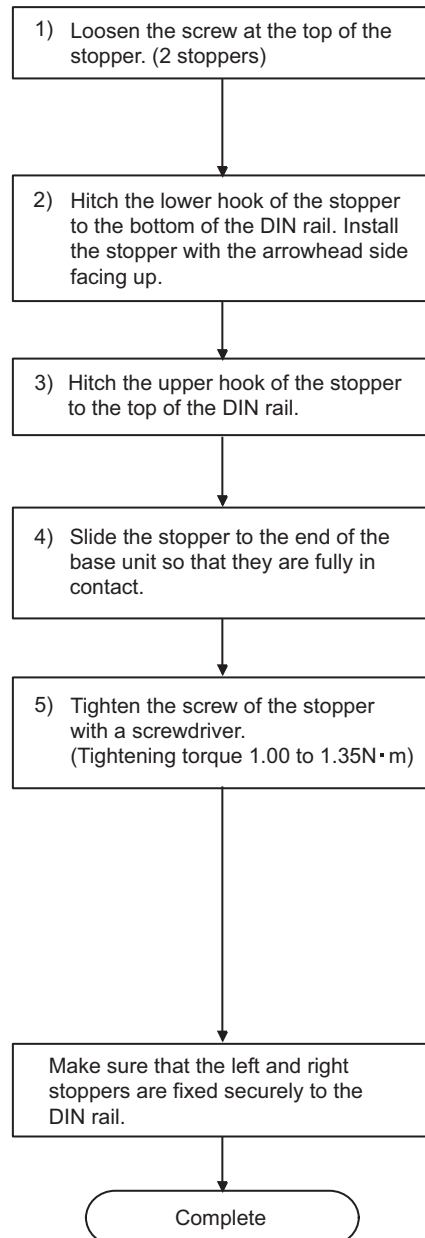 1) Loosen the screw at the top of the
stopper. (2 stoppers)
2) Hitch the lower hook of the stopper
to the bottom of the DIN rail. Install
the stopper with the arrowhead side
facing up.
3) Hitch the upper hook of the stopper
to the top of the DIN rail.
4) Slide the stopper to the end of the
base unit so that they are fully in
contact.
5) Tighten the screw of the stopper
with a screwdriver.
(Tightening torque 1.00 to 1.35N·m)
Make sure that the left and right
stoppers are fixed securely to the
DIN rail.
Complete